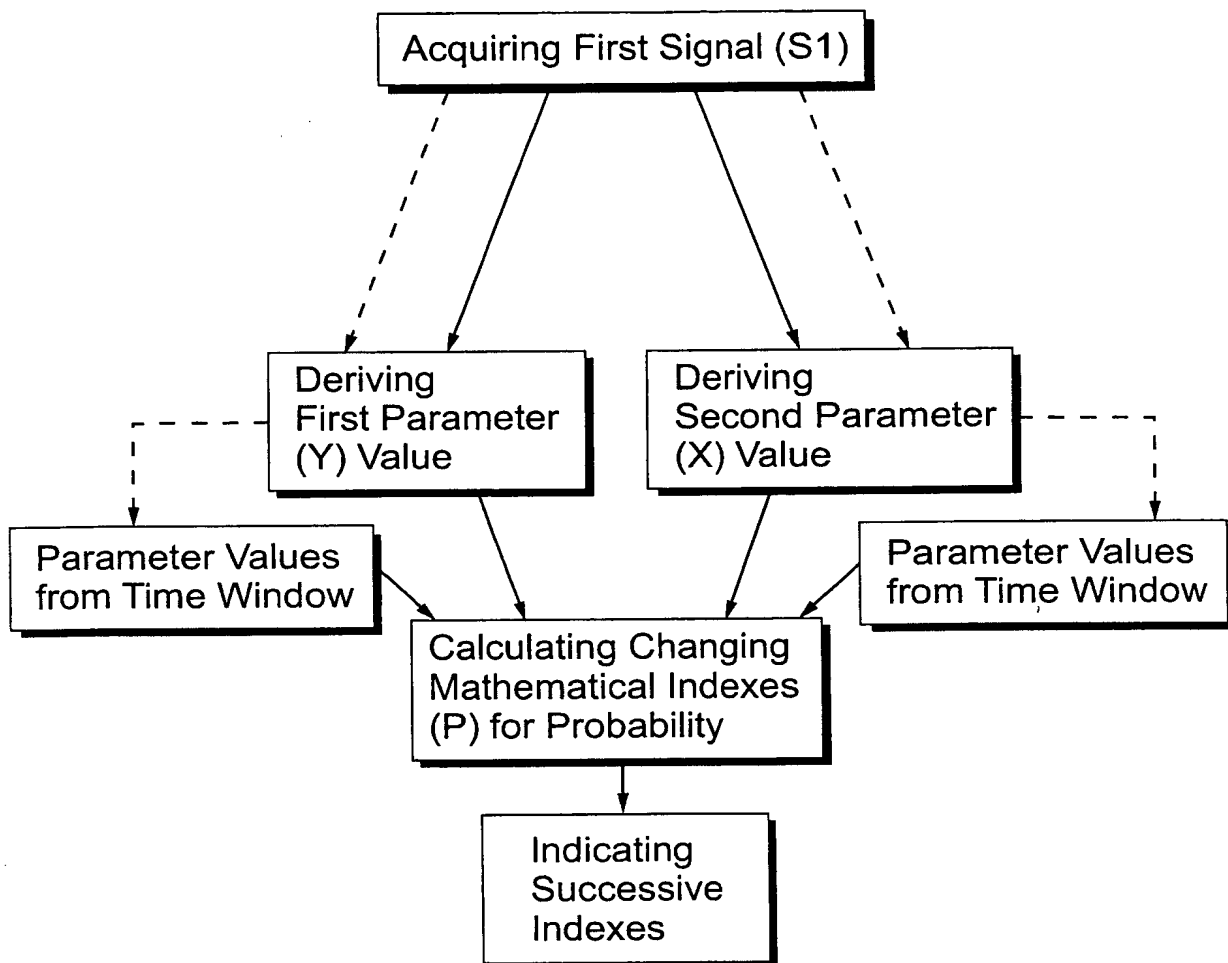 Acquiring First Signal (S1)
Deriving
First Parameter
(Y) Value
Deriving
Second Parameter
(X) Value
Parameter Values
from Time Window
Parameter Values
from Time Window
Calculating Changing
Mathematical Indexes
(P) for Probability
Indicating
Successive
Indexes